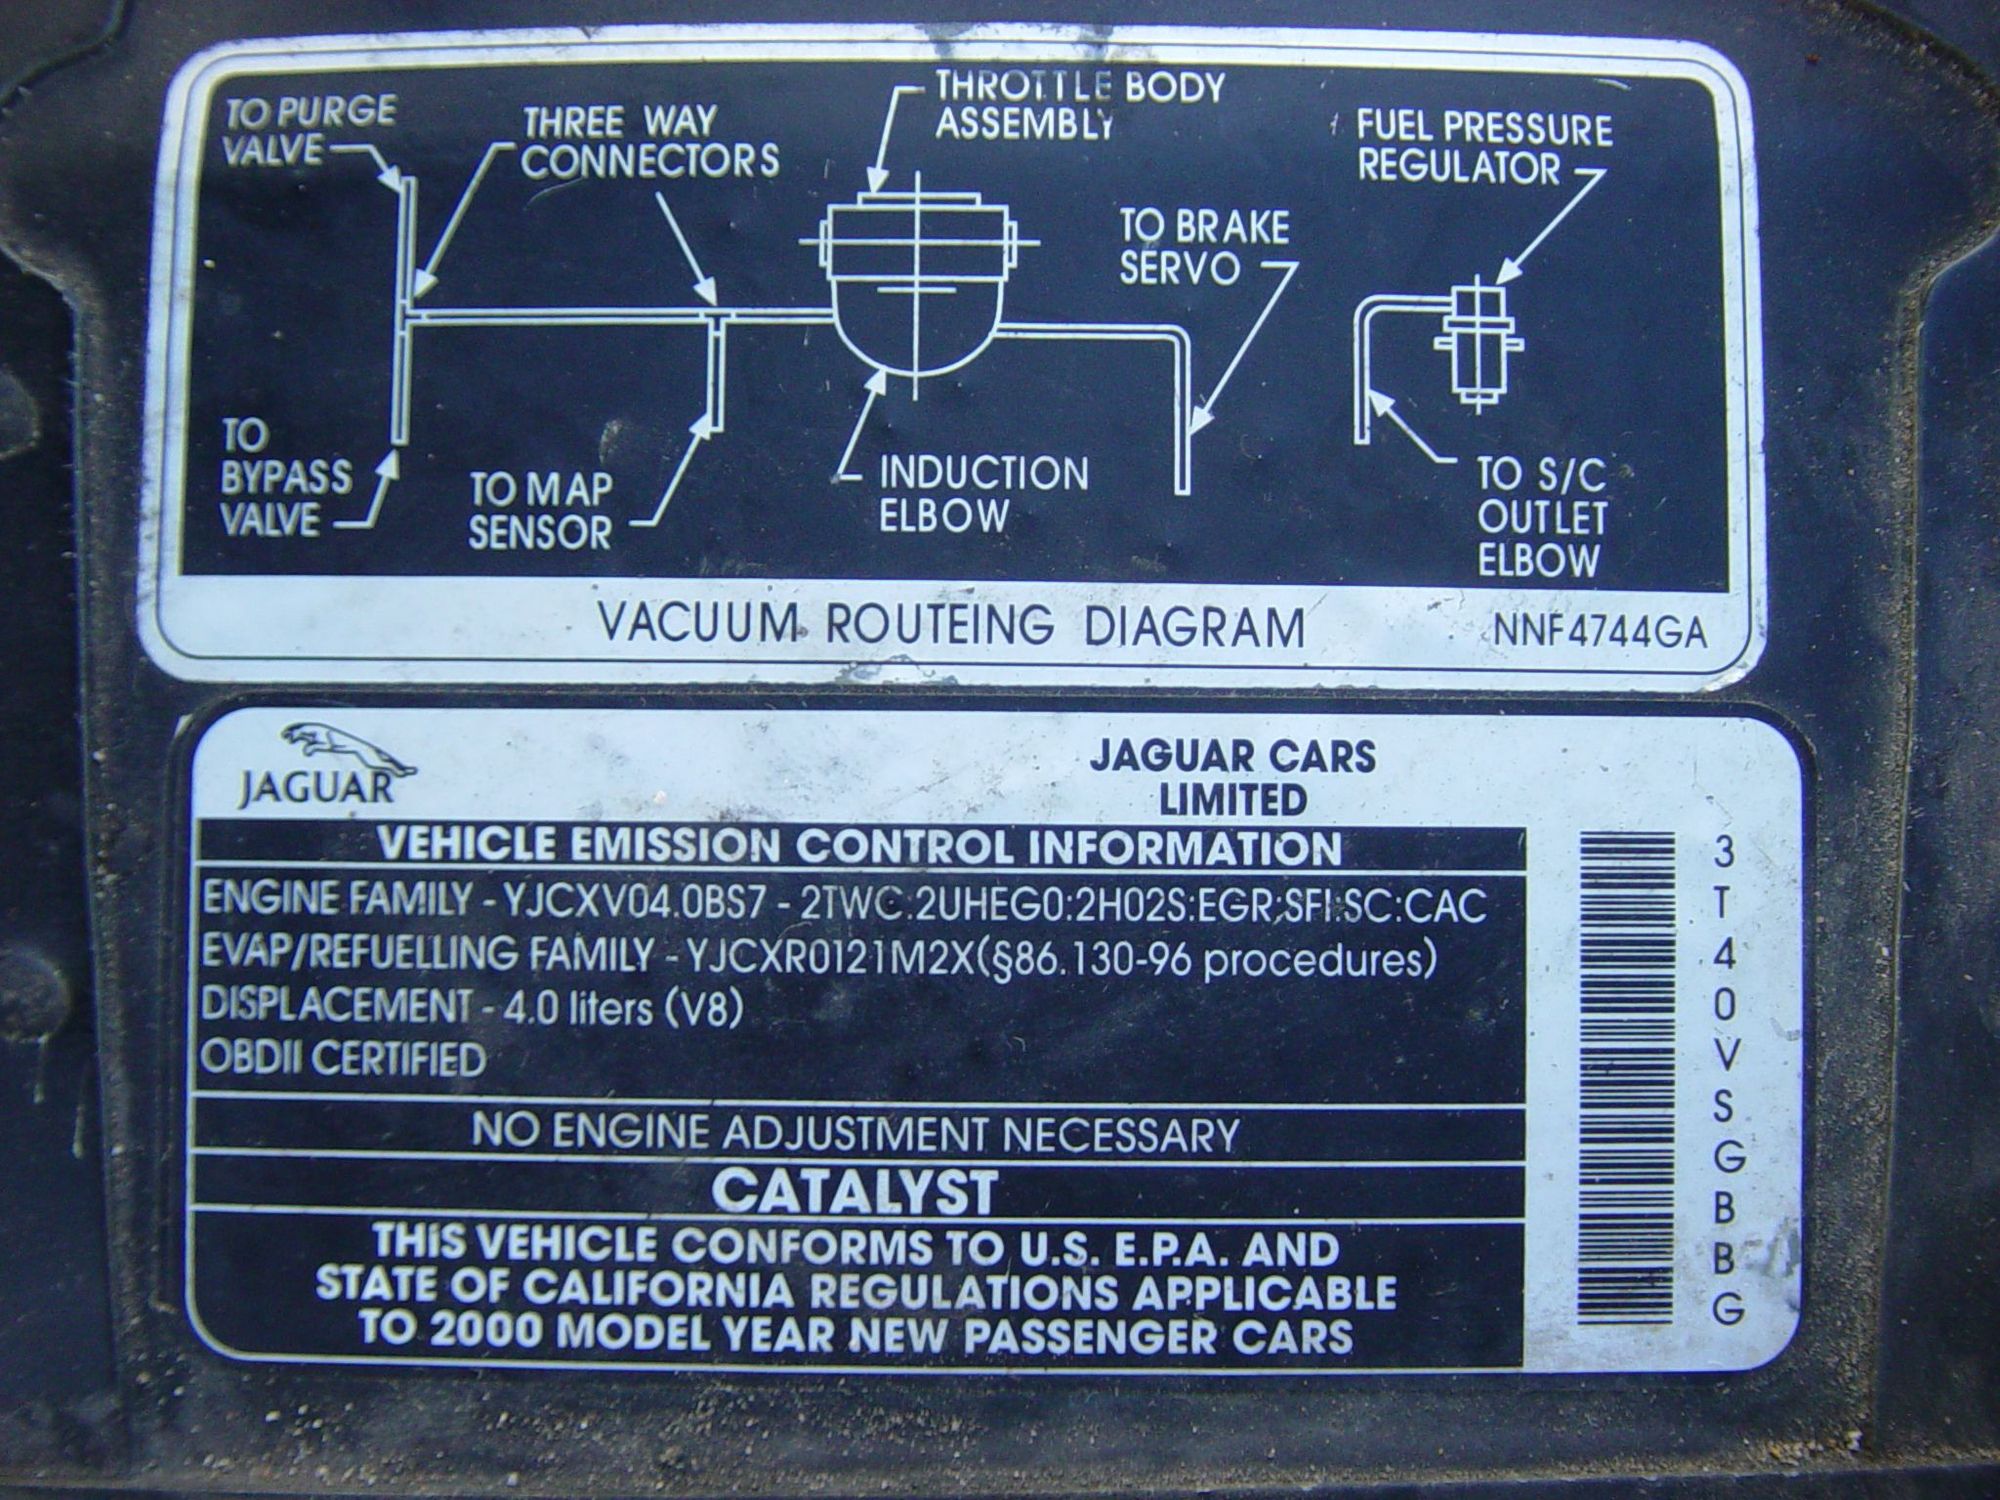 TO PURGE
VALVE
THREE WAY
CONNECTORS
THROTTLE BODY
ASSEMBLY
FUEL PRESSURE
REGULATOR
TO BRAKE
SERVO
TO
BYPASS
VALVE
TO MAP
SENSOR
INDUCTION
ELBOW
TO S/C
OUTLET
ELBOW
VACUUM ROUTEING DIAGRAM
NNF4744GA
JAGUAR
JAGUAR CARS
LIMITED
VEHICLE EMISSION CONTROL INFORMATION
ENGINE FAMILY - YJCXV04.0BS7 - 2TWC:2UHEGO:2HO2S:EGR:SFI:SC:CAC
EVAP/REFUELLING FAMILY - YJCXR0121M2X(§86.130-96 procedures)
DISPLACEMENT - 4.0 liters (V8)
OBDII CERTIFIED
NO ENGINE ADJUSTMENT NECESSARY
CATALYST
THIS VEHICLE CONFORMS TO U.S. E.P.A. AND
STATE OF CALIFORNIA REGULATIONS APPLICABLE
TO 2000 MODEL YEAR NEW PASSENGER CARS
3T40VSGBBG